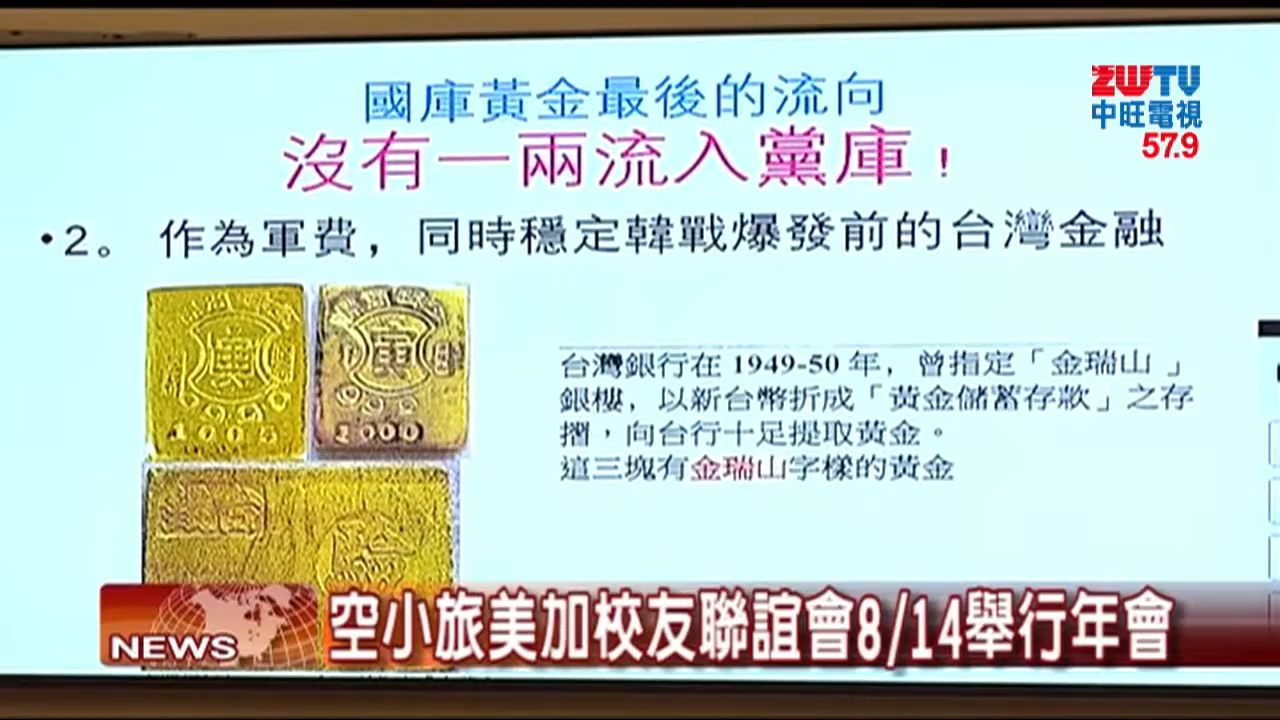 國庫黃金最後的流向
沒有一兩流入黨庫！
•2。 作為軍費，同時穩定韓戰爆發前的台灣金融
ZWTV
中旺電視
57.9
台灣銀行在 1949-50 年，曾指定「金瑞山」
銀樓，以新台幣折成「黃金儲蓄存款」之存
摺，向台行十足提取黃金。
這三塊有金瑞山字樣的黃金
1000
NEWS
空小旅美加校友聯誼會8/14舉行年會